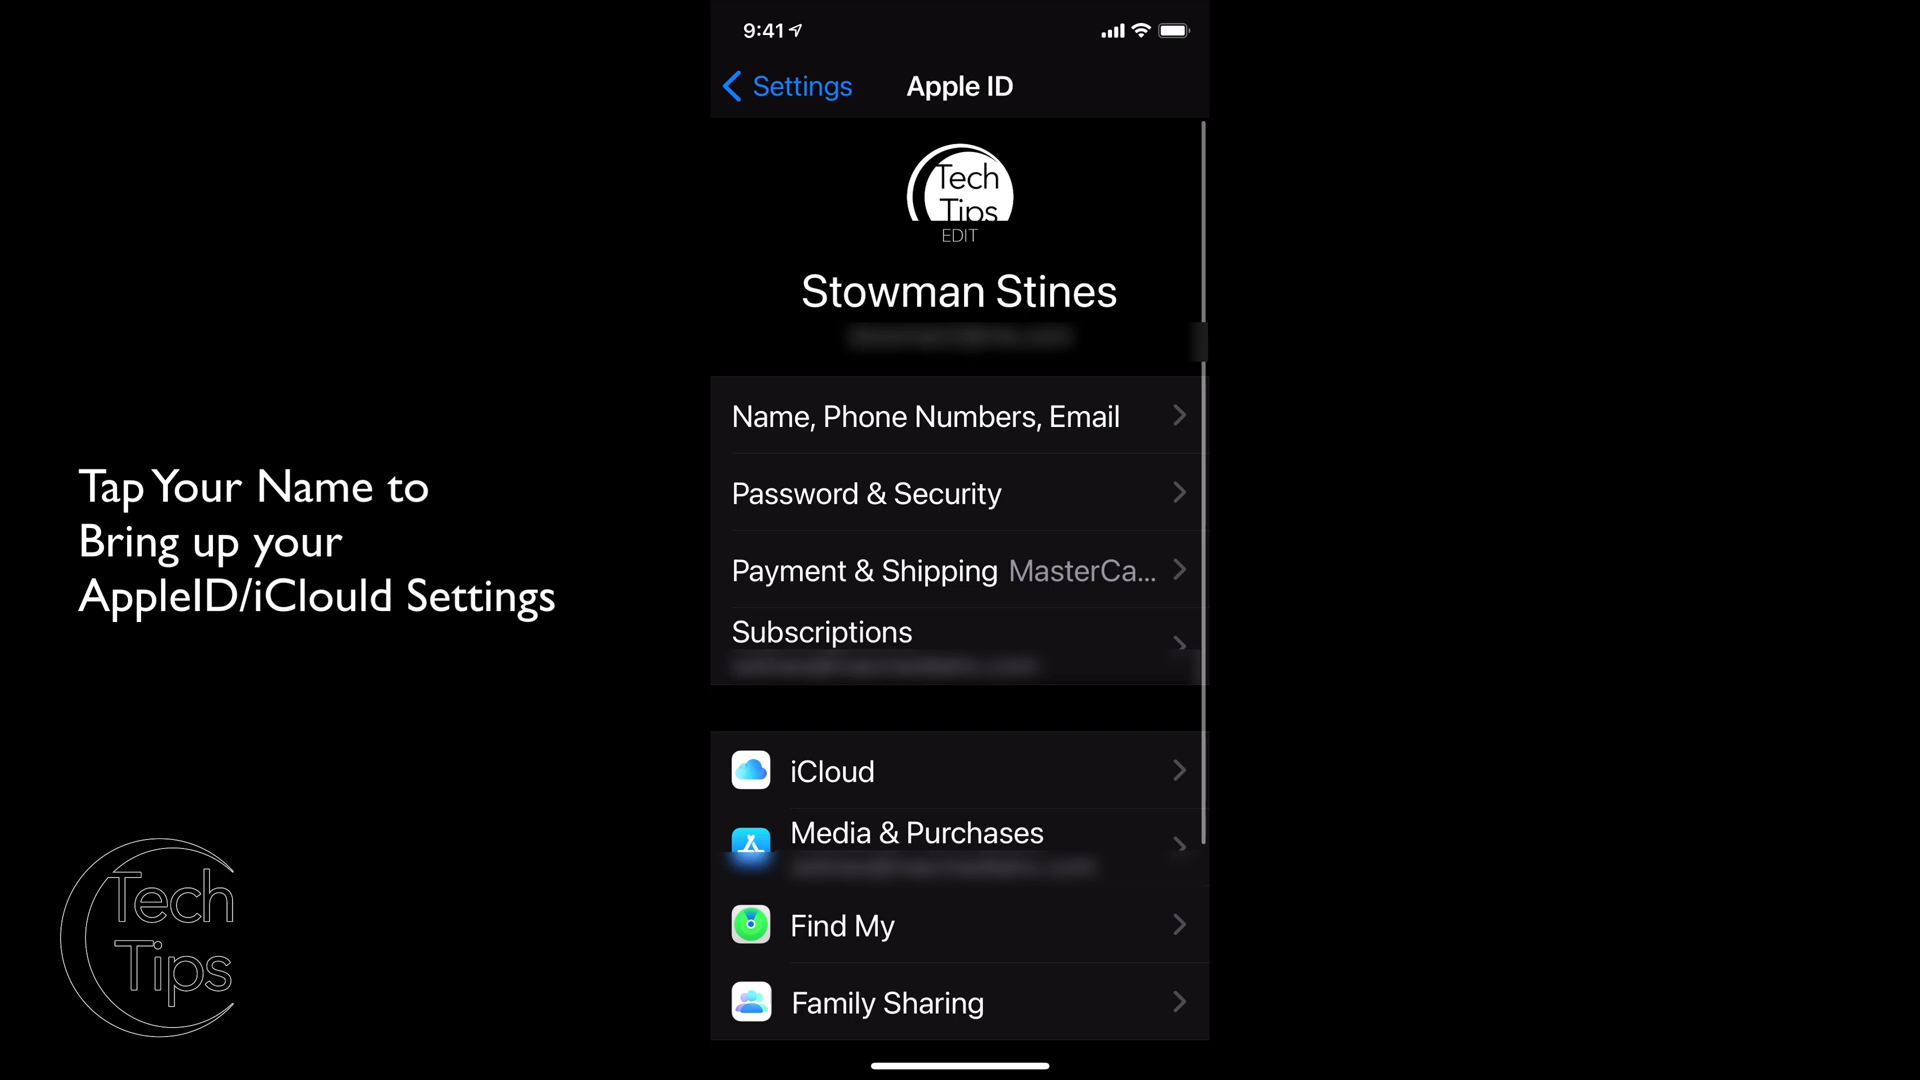 9:41
Settings
Apple ID
Tech
Tips
EDIT
Stowman Stines
Name, Phone Numbers, Email
Password & Security
Payment & Shipping MasterCa...
Subscriptions
iCloud
Media & Purchases
Find My
Family Sharing
Tap Your Name to
Bring up your
AppleID/iClould Settings
Tech
Tips